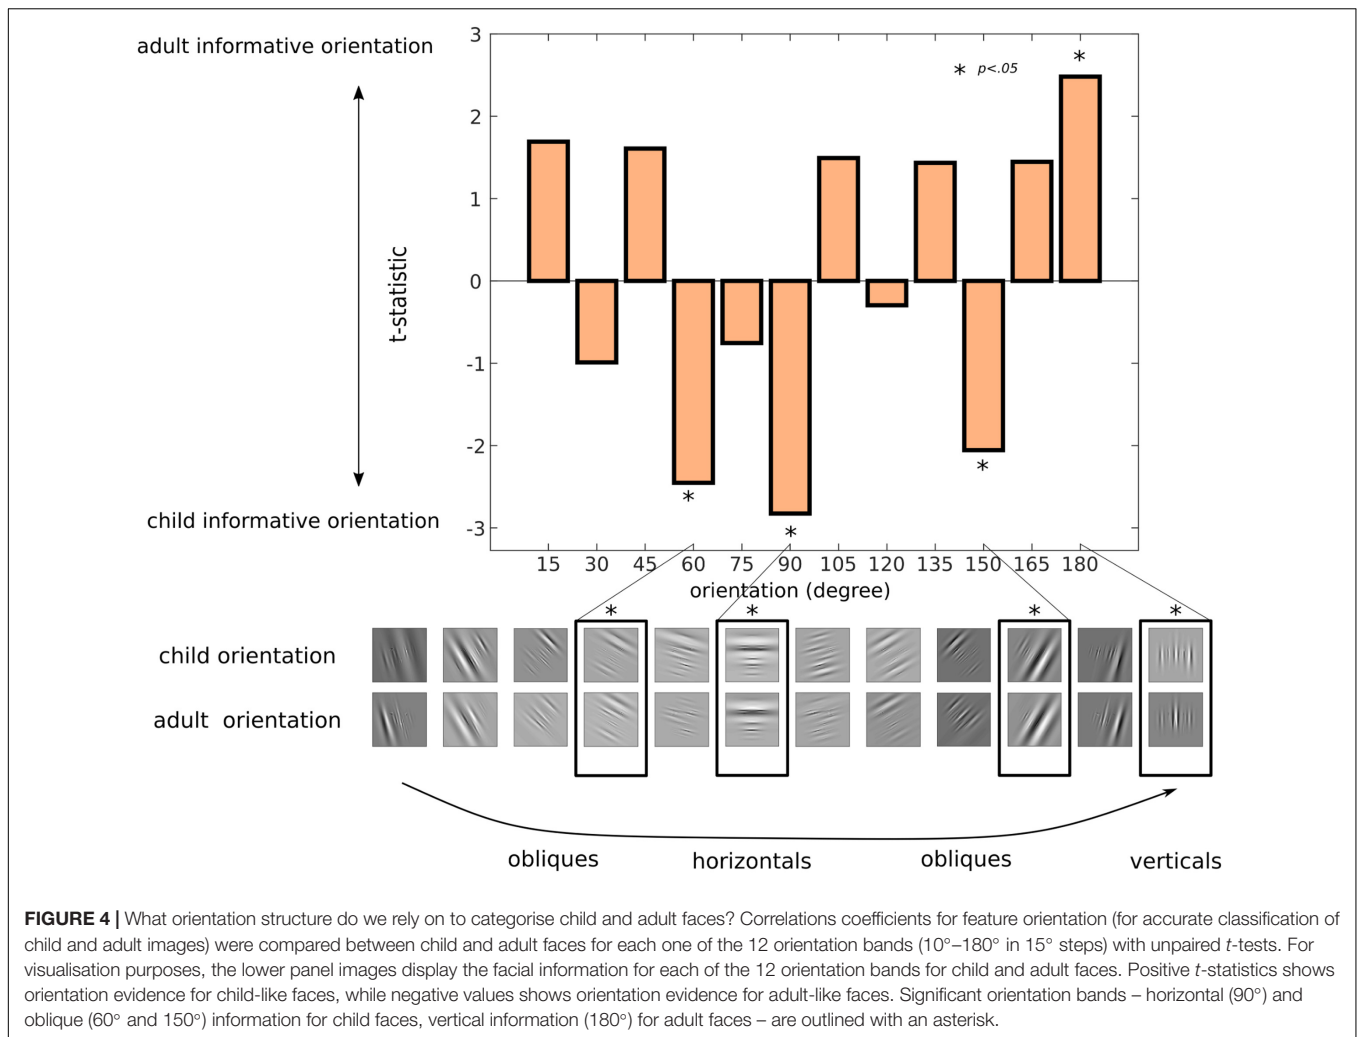 adult informative orientation
child informative orientation
t-statistic
3
2
1
0
-1
-2
-3
* p<.05
*
*
*
*
15 30 45 60 75 90 105 120 135 150 165 180
orientation (degree)
* * * *
child orientation
adult orientation
obliques horizontals obliques verticals
FIGURE 4 | What orientation structure do we rely on to categorise child and adult faces? Correlations coefficients for feature orientation (for accurate classification of
child and adult images) were compared between child and adult faces for each one of the 12 orientation bands (10°–180° in 15° steps) with unpaired t-tests. For
visualisation purposes, the lower panel images display the facial information for each of the 12 orientation bands for child and adult faces. Positive t-statistics shows
orientation evidence for child-like faces, while negative values shows orientation evidence for adult-like faces. Significant orientation bands – horizontal (90°) and
oblique (60° and 150°) information for child faces, vertical information (180°) for adult faces – are outlined with an asterisk.